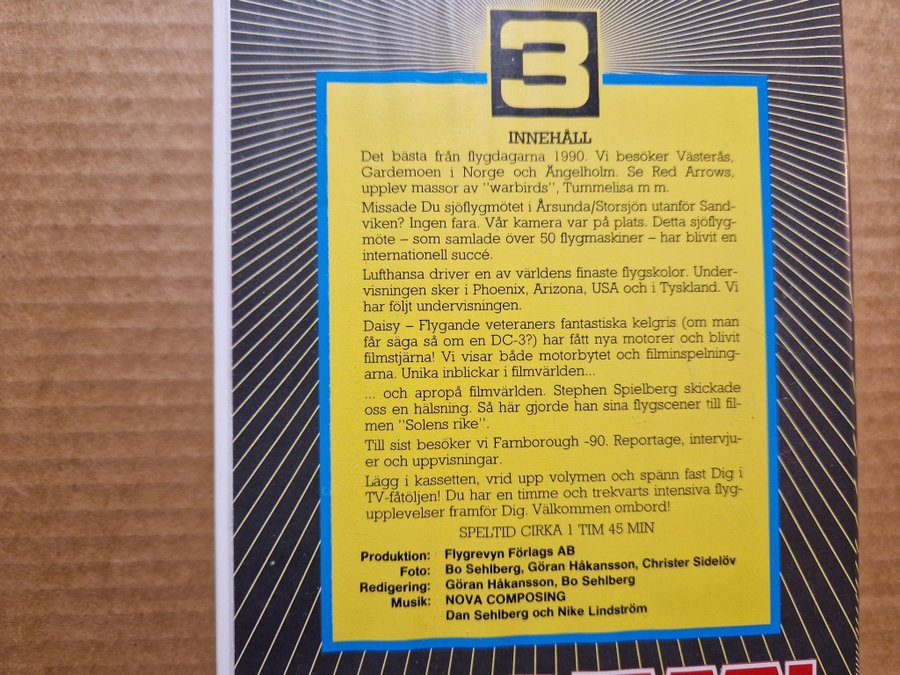 3
INNEHÅLL
Det bästa från flygdagarna 1990. Vi besöker Västerås,
Gardemoen i Norge och Ängelholm. Se Red Arrows,
upplev massor av "warbirds", Tummelisa m m.
Missade Du sjöflygmötet i Årsunda/Storsjön utanför Sand-
viken? Ingen fara. Vår kamera var på plats. Detta sjöflyg-
möte – som samlade över 50 flygmaskiner – har blivit en
internationell succé.
Lufthansa driver en av världens finaste flygskolor. Under-
visningen sker i Phoenix, Arizona, USA och i Tyskland. Vi
har följt undervisningen.
Daisy – Flygande veteraners fantastiska kelgris (om man
får säga så om en DC-3?) har fått nya motorer och blivit
filmstjärna! Vi visar både motorbytet och filminspelning-
arna. Unika inblickar i filmvärlden...
... och apropå filmvärlden. Stephen Spielberg skickade
oss en hälsning. Så här gjorde han sina flygscener till fil-
men "Solens rike".
Till sist besöker vi Farnborough -90. Reportage, intervju-
er och uppvisningar.
Lägg i kassetten, vrid upp volymen och spänn fast Dig i
TV-fåtöljen! Du har en timme och trekvarts intensiva flyg-
upplevelser framför Dig. Välkommen ombord!
SPELTID CIRKA 1 TIM 45 MIN
Produktion: Flygrevyn Förlags AB
Foto: Bo Sehlberg, Göran Håkansson, Christer Sidelöv
Redigering: Göran Håkansson, Bo Sehlberg
Musik: NOVA COMPOSING
Dan Sehlberg och Nike Lindström